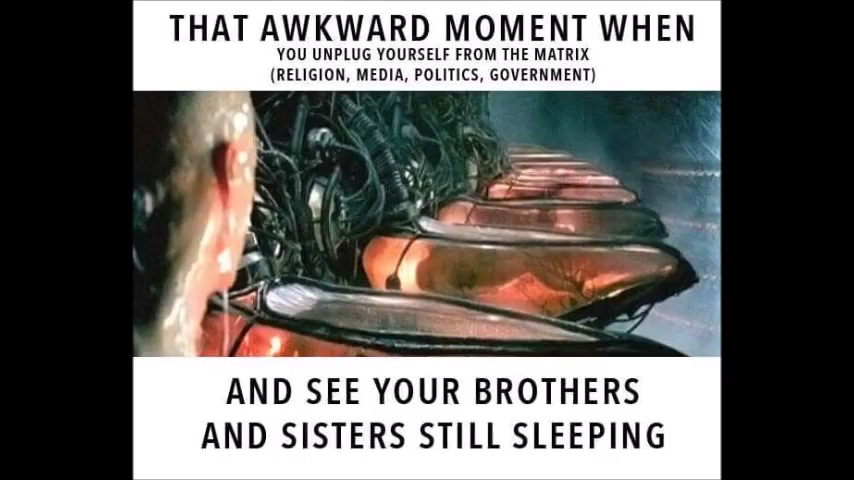 THAT AWKWARD MOMENT WHEN
YOU UNPLUG YOURSELF FROM THE MATRIX
(RELIGION, MEDIA, POLITICS, GOVERNMENT)
AND SEE YOUR BROTHERS
AND SISTERS STILL SLEEPING